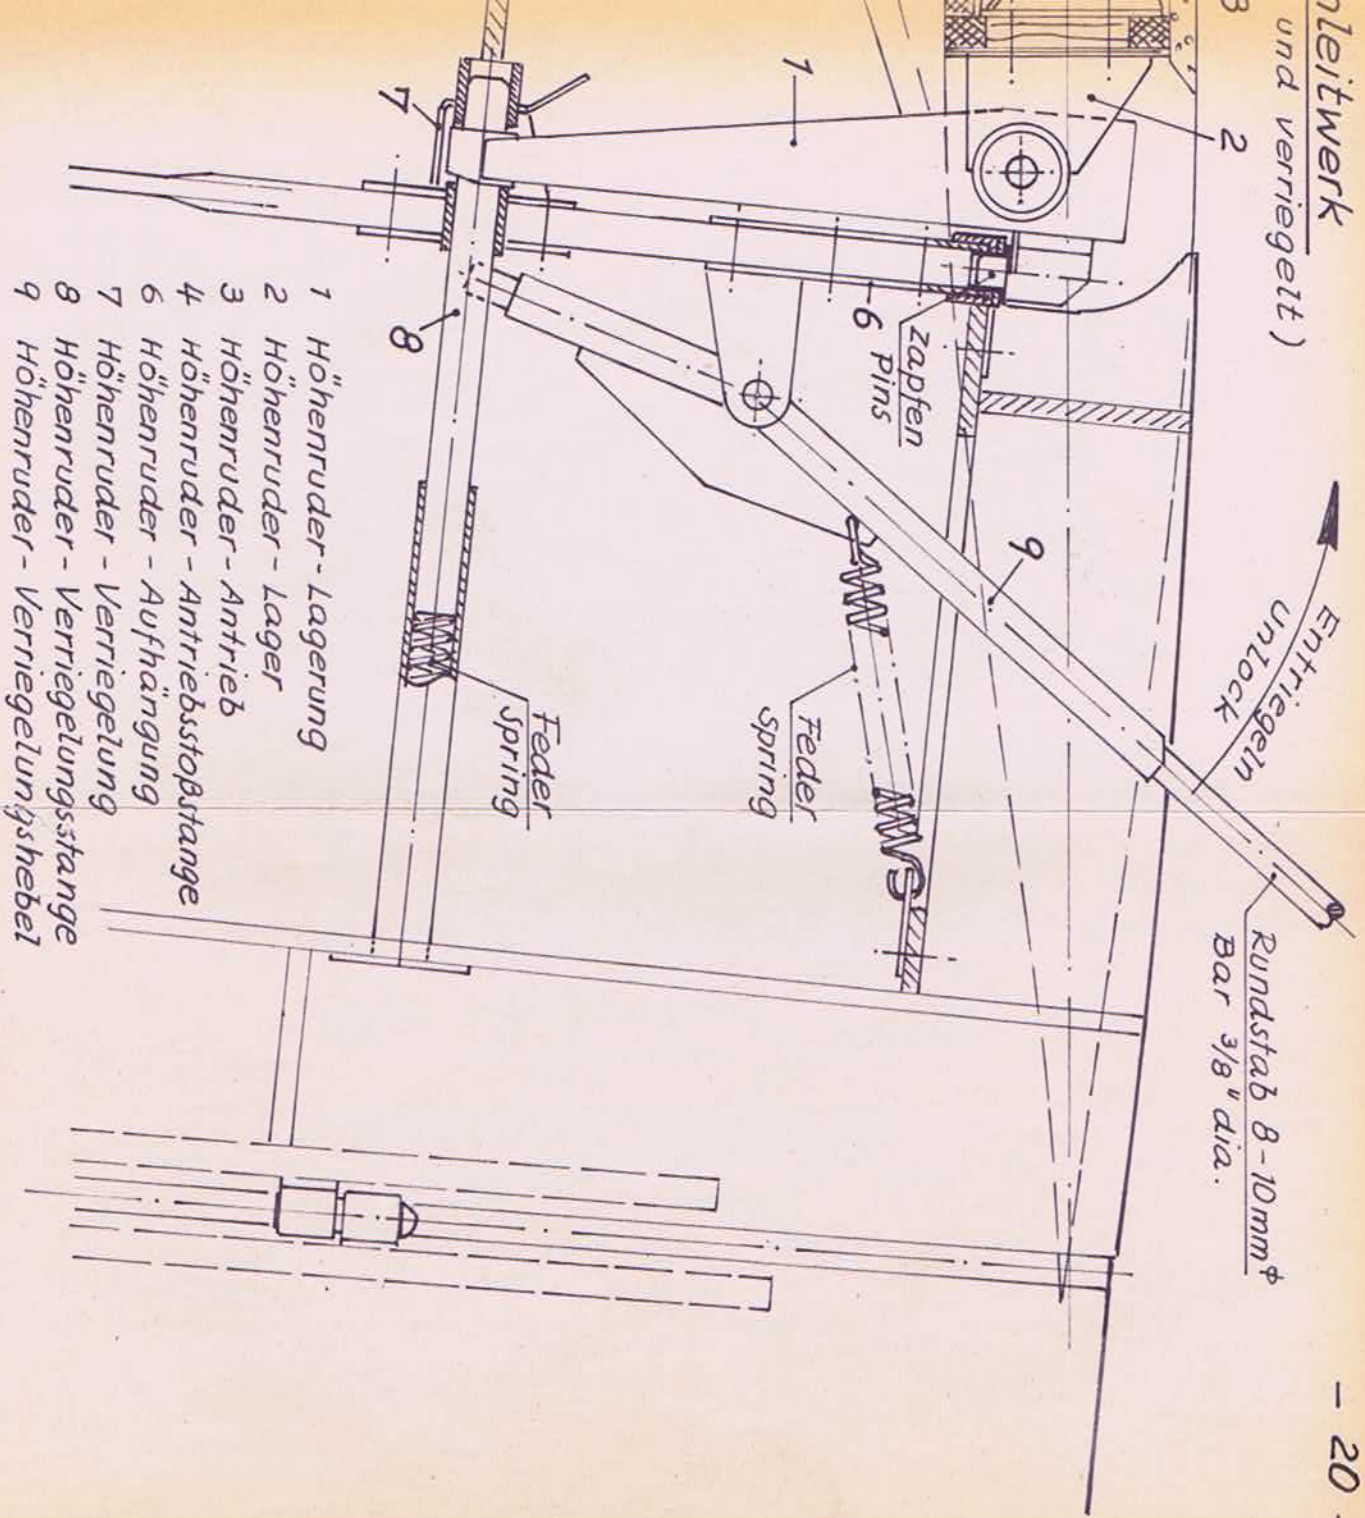 - 20
nleitwerk
und verriegelt)
3
2
1
7
Entriegeln
Unlock
Zapfen
Pins
6
9
8
Rundstab 8-10mm⌀
Bar 3/8" dia.
Feder
Spring
Feder
Spring
1 Höhenruder-Lagerung
2 Höhenruder-Lager
3 Höhenruder-Antrieb
4 Höhenruder-Antriebsstoßstange
6 Höhenruder-Aufhängung
7 Höhenruder-Verriegelung
8 Höhenruder-Verriegelungsstange
9 Höhenruder-Verriegelungshebel